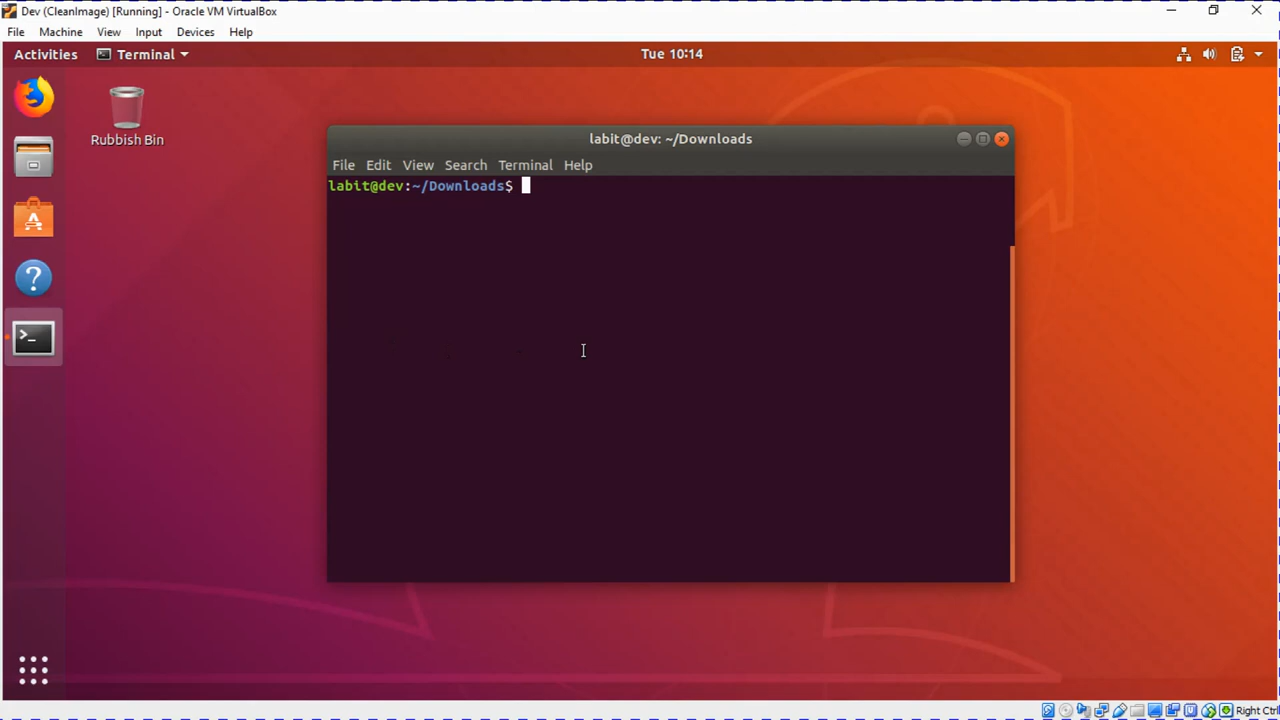 Dev (CleanImage) [Running] - Oracle VM VirtualBox
File Machine View Input Devices Help
Activities Terminal Tue 10:14
Rubbish Bin
labit@dev: ~/Downloads
File Edit View Search Terminal Help
labit@dev:~/Downloads$
Right Ctrl